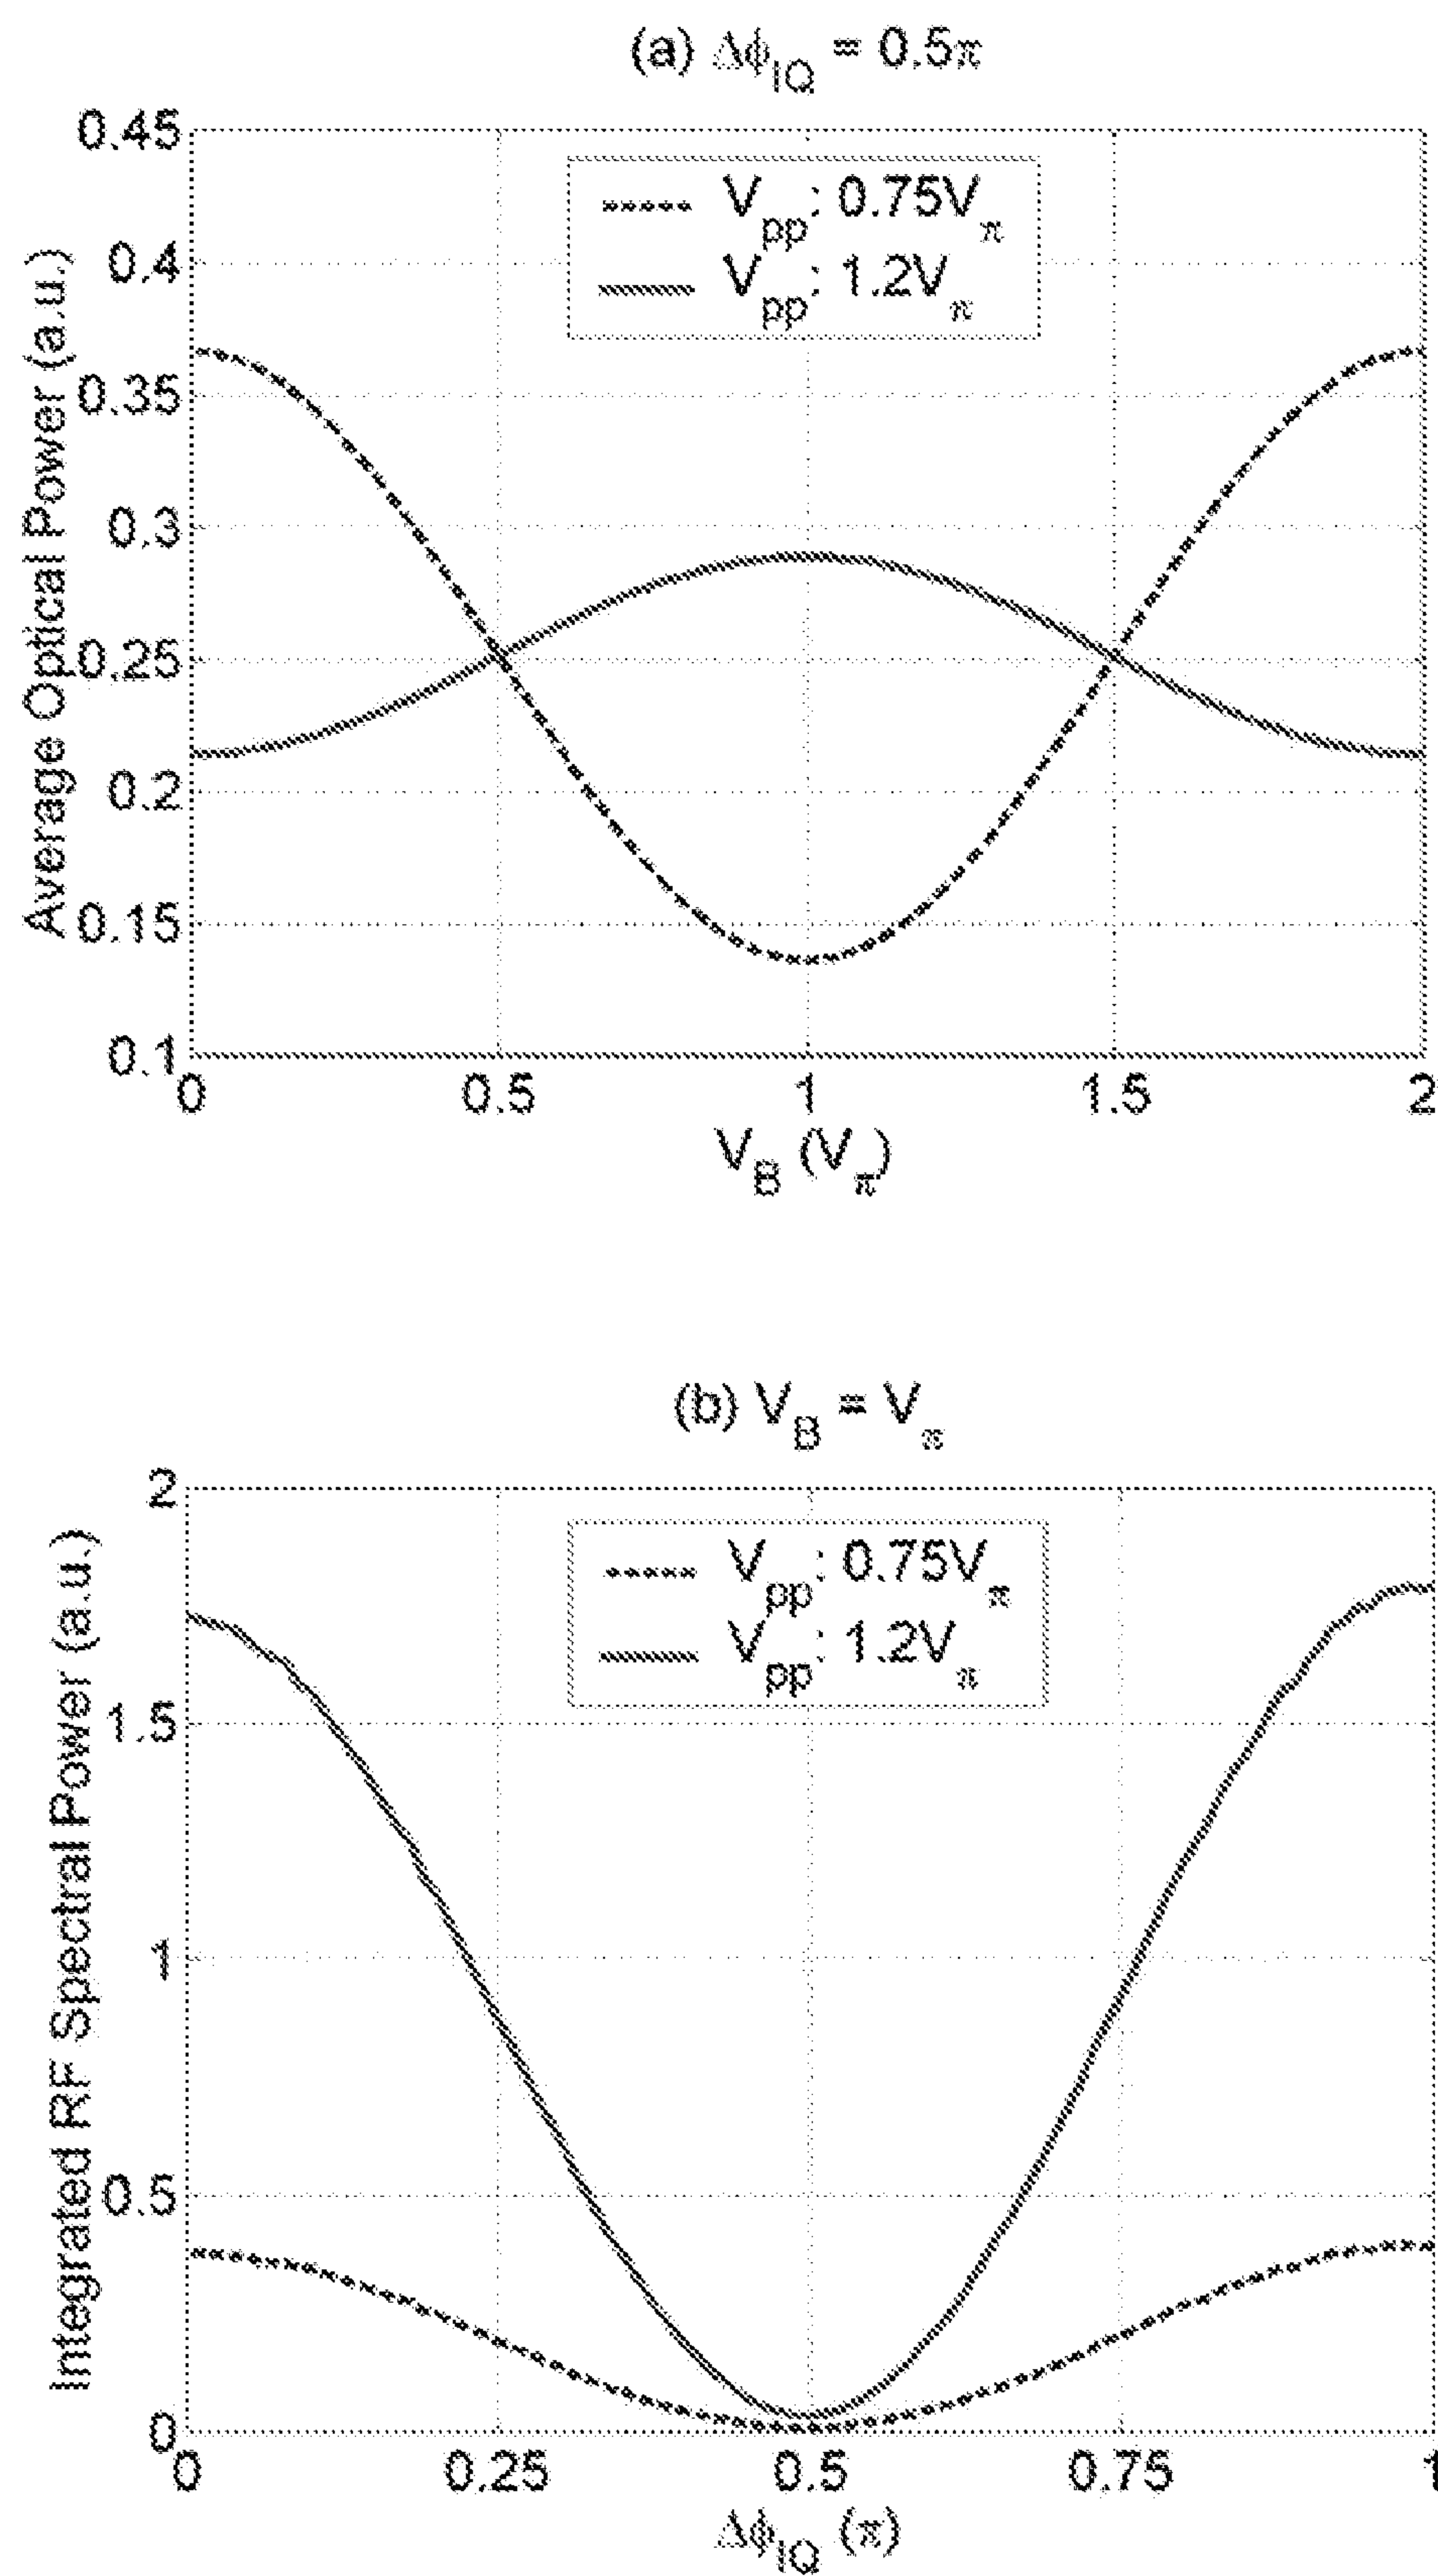 (a) Δϕ_IQ = 0.5π
0.45
0.4
0.35
0.3
0.25
0.2
0.15
0.1
Average Optical Power (a.u.)
V_pp: 0.75V_π
V_pp: 1.2V_π
0 0.5 1 1.5 2
V_B (V_π)
(b) V_B = V_π
2
1.5
1
0.5
0
Integrated RF Spectral Power (a.u.)
V_pp: 0.75V_π
V_pp: 1.2V_π
0 0.25 0.5 0.75 1
Δϕ_IQ (π)